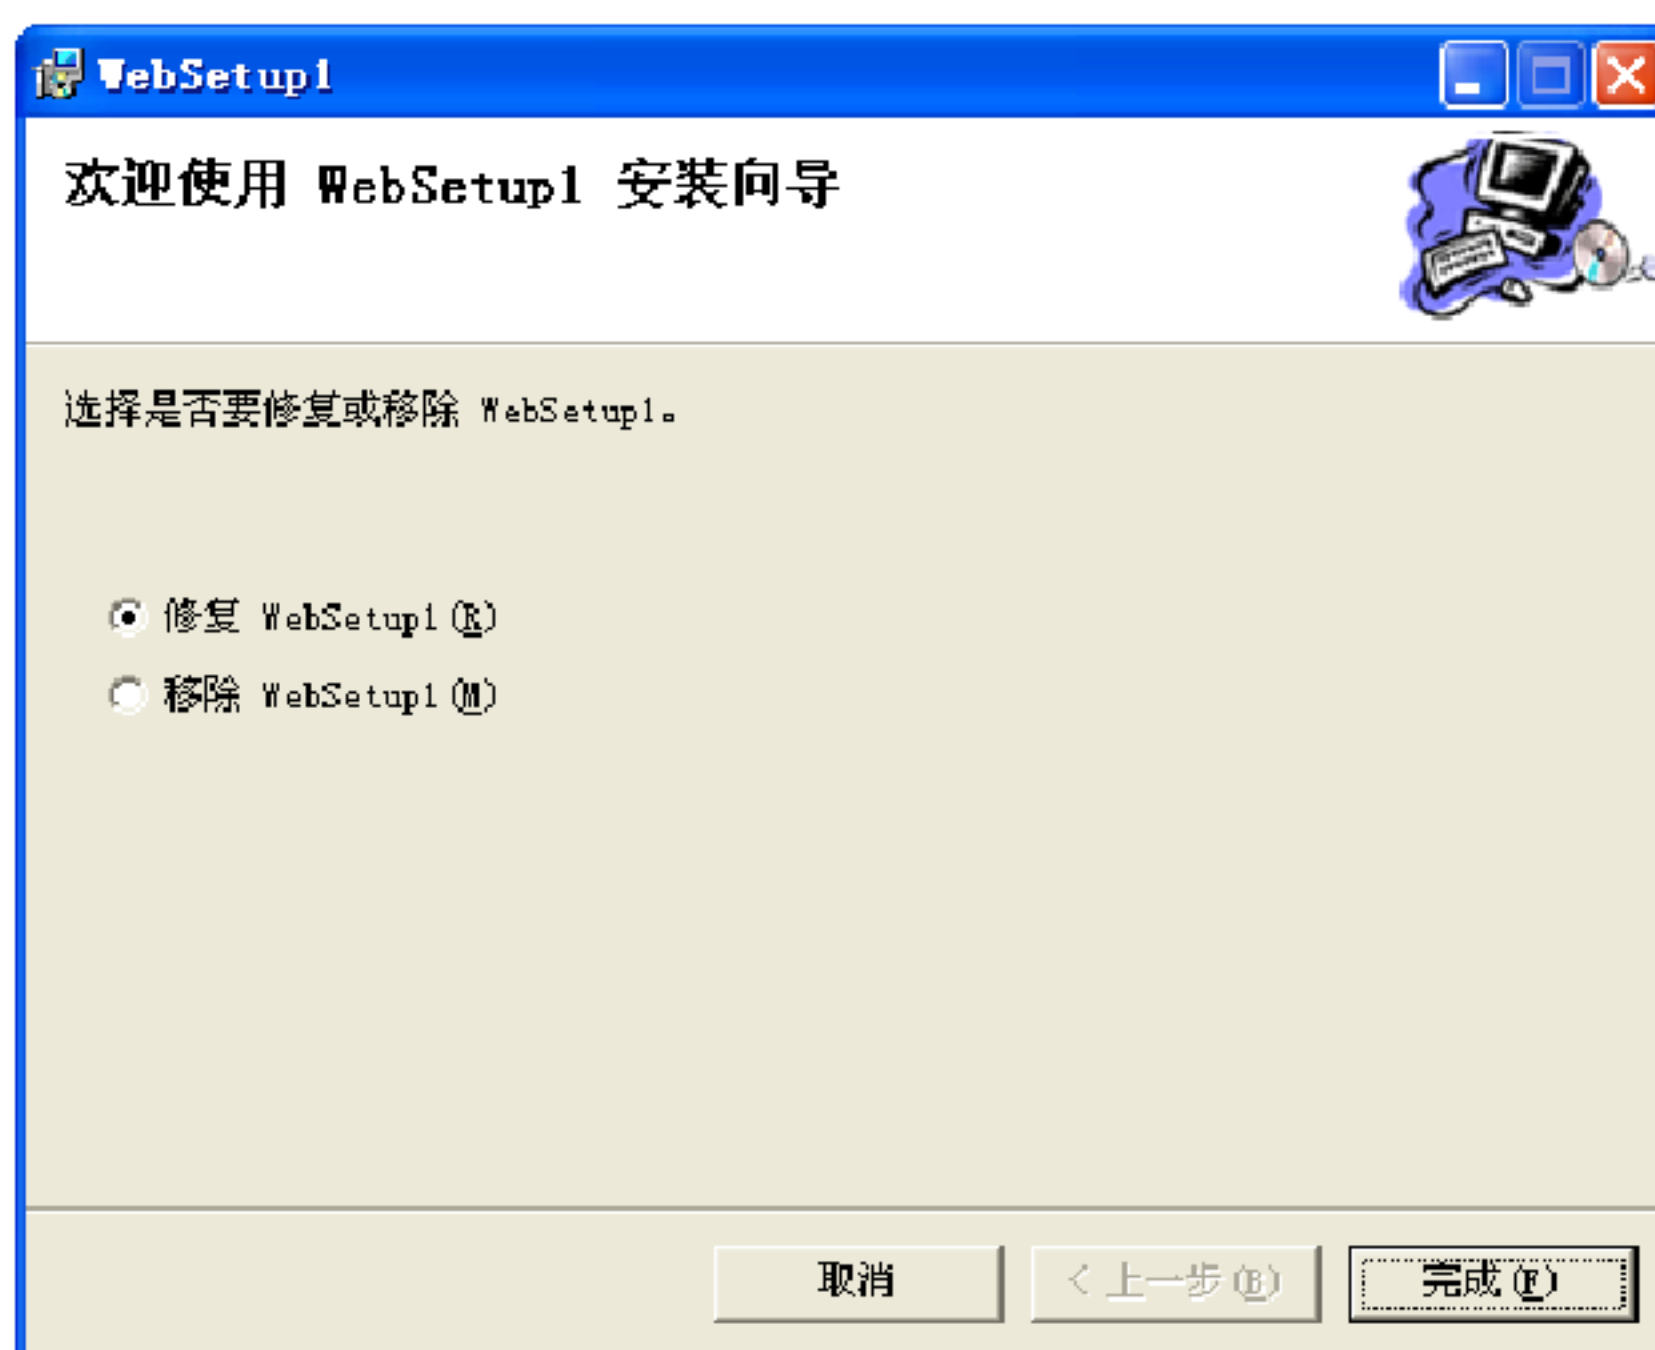 WebSetup1
欢迎使用 WebSetup1 安装向导
选择是否要修复或移除 WebSetup1。
修复 WebSetup1(R)
移除 WebSetup1(M)
取消
< 上一步(B)
完成(F)